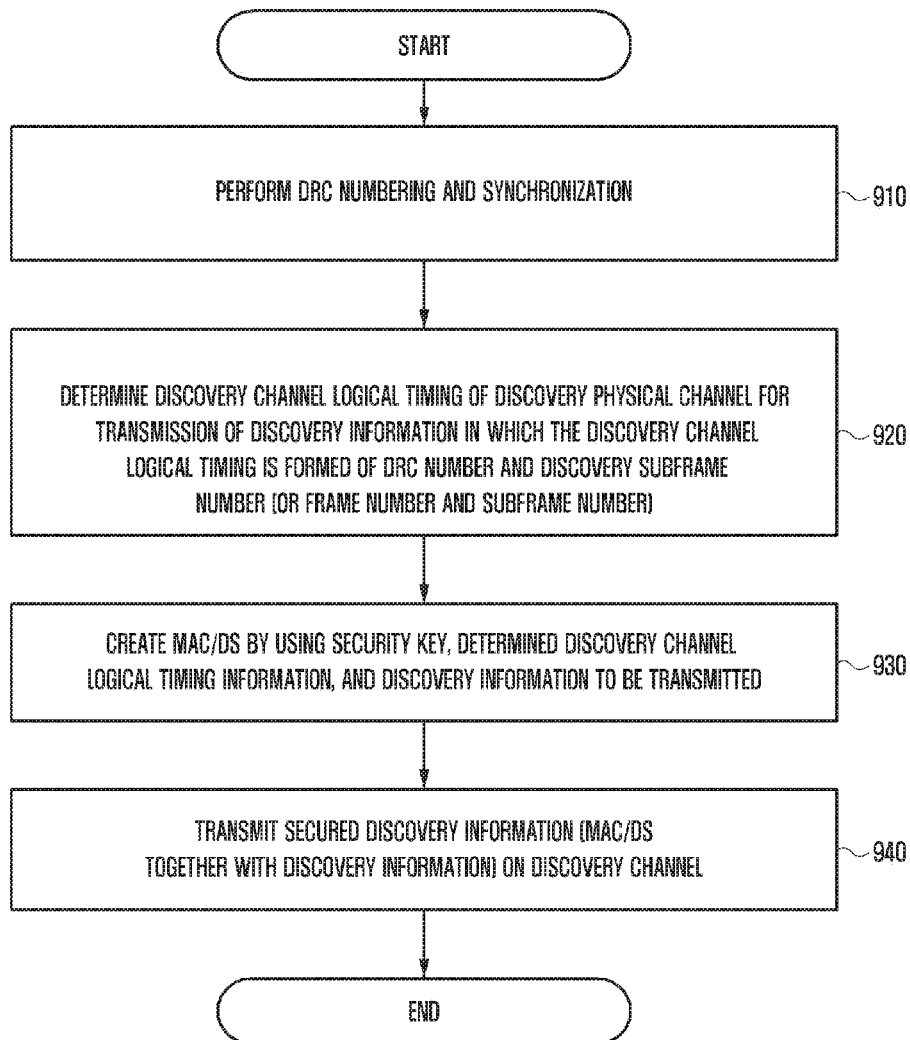 START
PERFORM DRC NUMBERING AND SYNCHRONIZATION
910
DETERMINE DISCOVERY CHANNEL LOGICAL TIMING OF DISCOVERY PHYSICAL CHANNEL FOR
TRANSMISSION OF DISCOVERY INFORMATION IN WHICH THE DISCOVERY CHANNEL
LOGICAL TIMING IS FORMED OF DRC NUMBER AND DISCOVERY SUBFRAME
NUMBER (OR FRAME NUMBER AND SUBFRAME NUMBER)
920
CREATE MAC/DS BY USING SECURITY KEY, DETERMINED DISCOVERY CHANNEL
LOGICAL TIMING INFORMATION, AND DISCOVERY INFORMATION TO BE TRANSMITTED
930
TRANSMIT SECURED DISCOVERY INFORMATION (MAC/DS
TOGETHER WITH DISCOVERY INFORMATION) ON DISCOVERY CHANNEL
940
END